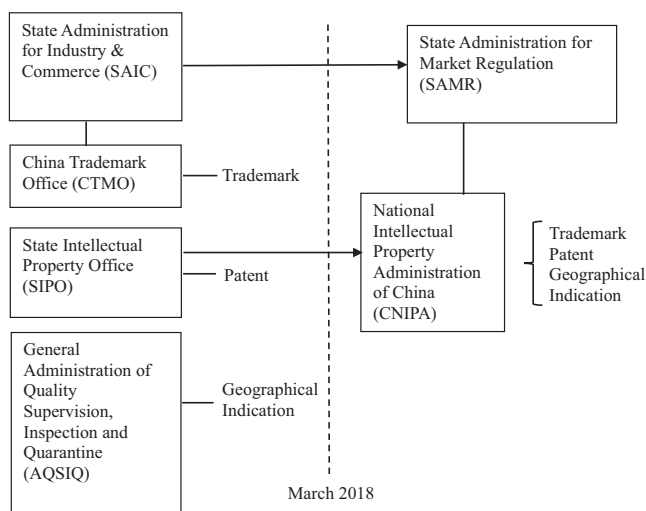 State Administration
for Industry &
Commerce (SAIC)
State Administration for
Market Regulation
(SAMR)
China Trademark
Office (CTMO)
Trademark
State Intellectual
Property Office
(SIPO)
Patent
National
Intellectual
Property
Administration
of China
(CNIPA)
Trademark
Patent
Geographical
Indication
General
Administration of
Quality
Supervision,
Inspection and
Quarantine
(AQSIQ)
Geographical
Indication
March 2018